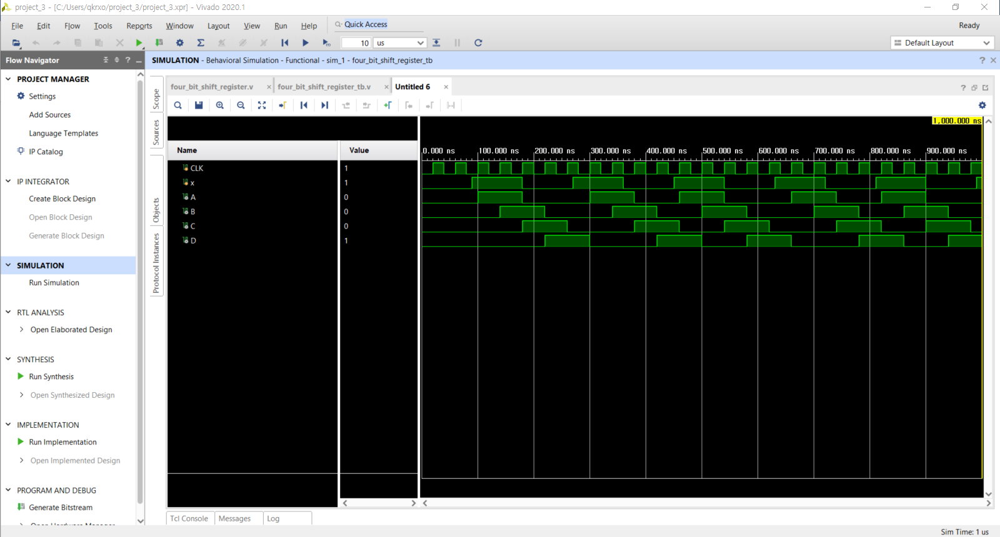 project_3 - [C:/Users/qkrxo/project_3/project_3.xpr] - Vivado 2020.1
File Edit Flow Tools Reports Window Layout View Run Help Quick Access Ready
10 us Default Layout
Flow Navigator
SIMULATION - Behavioral Simulation - Functional - sim_1 - four_bit_shift_register_tb
PROJECT MANAGER
Settings
Add Sources
Language Templates
IP Catalog
IP INTEGRATOR
Create Block Design
Open Block Design
Generate Block Design
SIMULATION
Run Simulation
RTL ANALYSIS
Open Elaborated Design
SYNTHESIS
Run Synthesis
Open Synthesized Design
IMPLEMENTATION
Run Implementation
Open Implemented Design
PROGRAM AND DEBUG
Generate Bitstream
Open Hardware Manager
Scope
Sources
Objects
Protocol Instances
four_bit_shift_register.v four_bit_shift_register_tb.v Untitled 6
1,000.000 ns
Name Value
0.000 ns 100.000 ns 200.000 ns 300.000 ns 400.000 ns 500.000 ns 600.000 ns 700.000 ns 800.000 ns 900.000 ns
CLK 1
x 1
A 0
B 0
C 0
D 1
Tcl Console Messages Log
Sim Time: 1 us